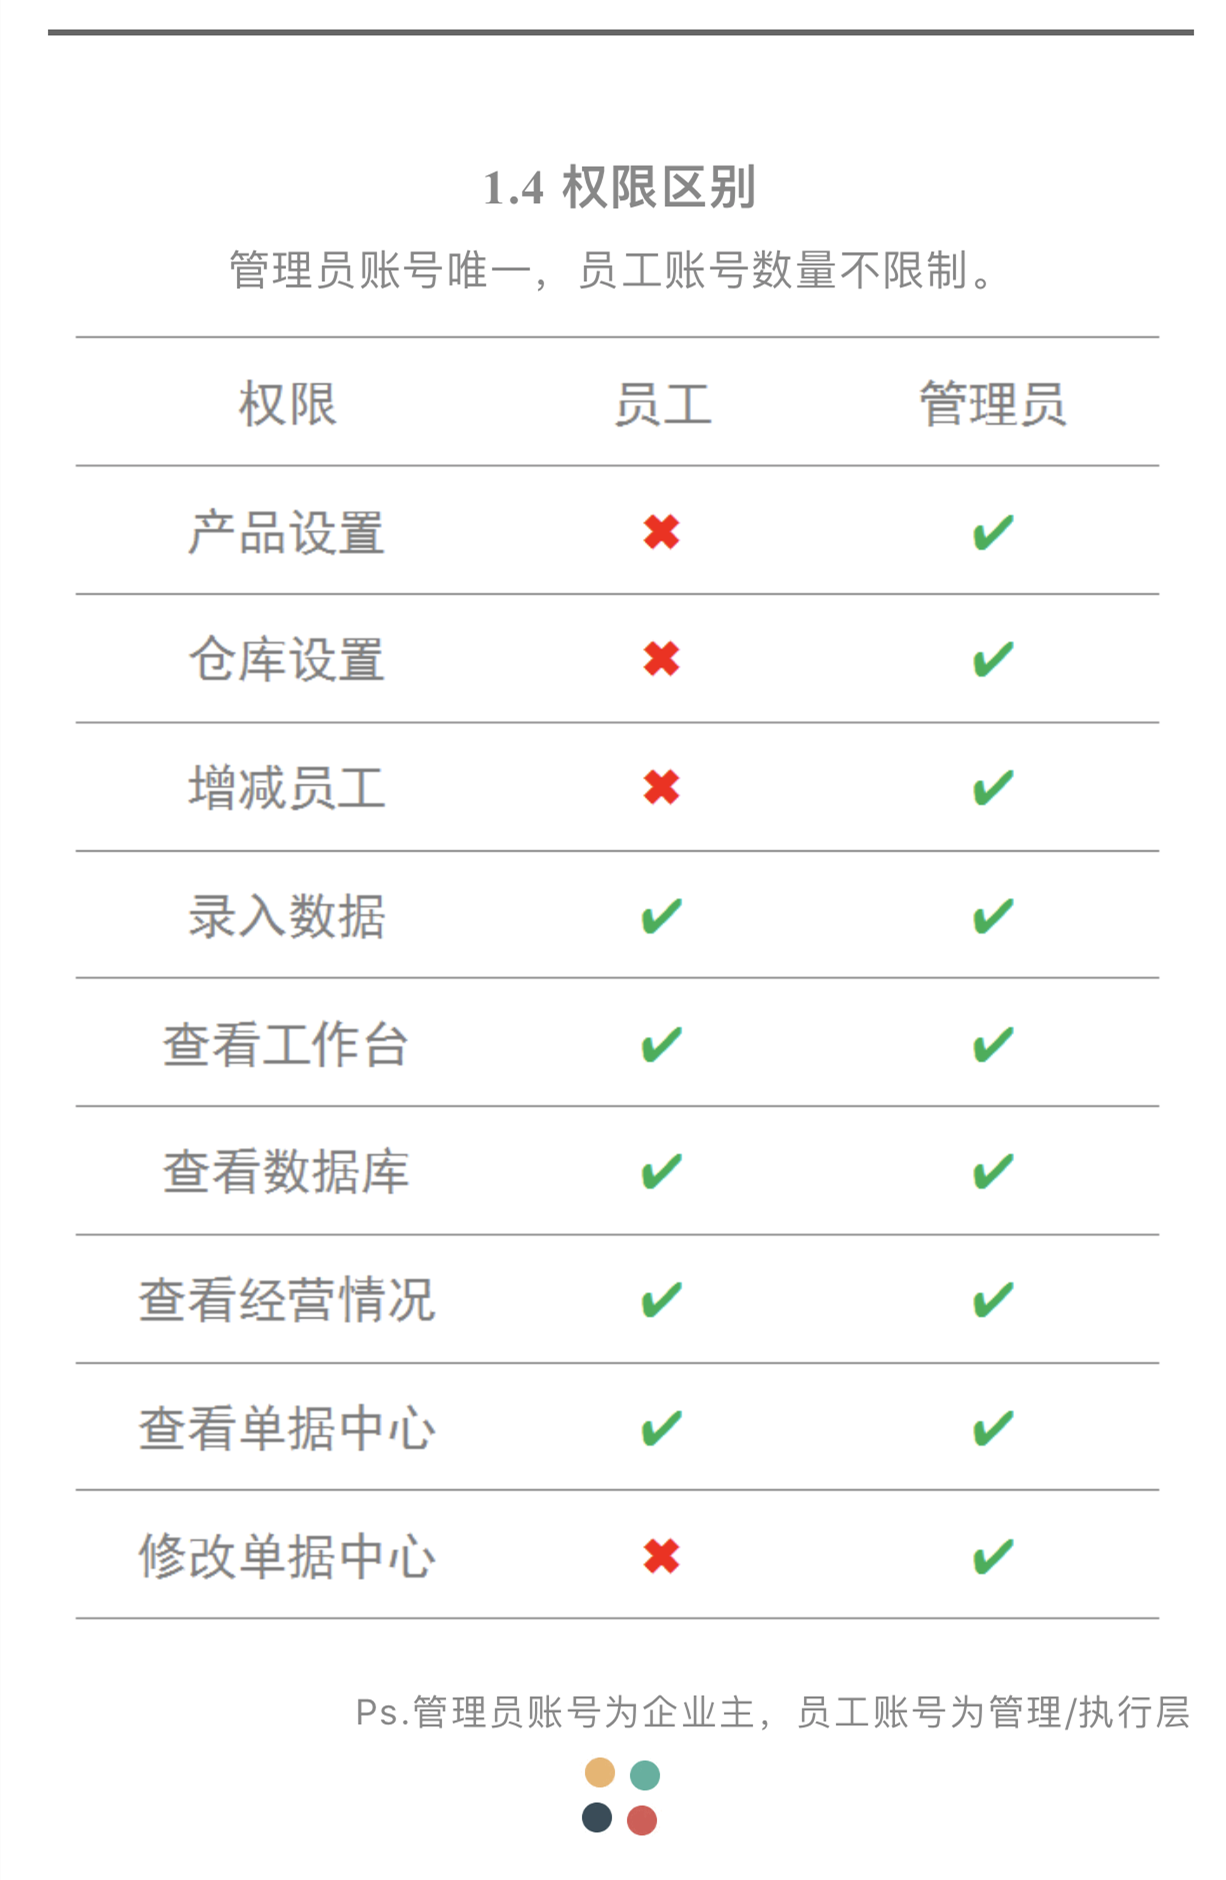 1.4 权限区别
管理员账号唯一，员工账号数量不限制。
权限 员工 管理员
产品设置 ✖ ✔
仓库设置 ✖ ✔
增减员工 ✖ ✔
录入数据 ✔ ✔
查看工作台 ✔ ✔
查看数据库 ✔ ✔
查看经营情况 ✔ ✔
查看单据中心 ✔ ✔
修改单据中心 ✖ ✔
Ps.管理员账号为企业主，员工账号为管理/执行层